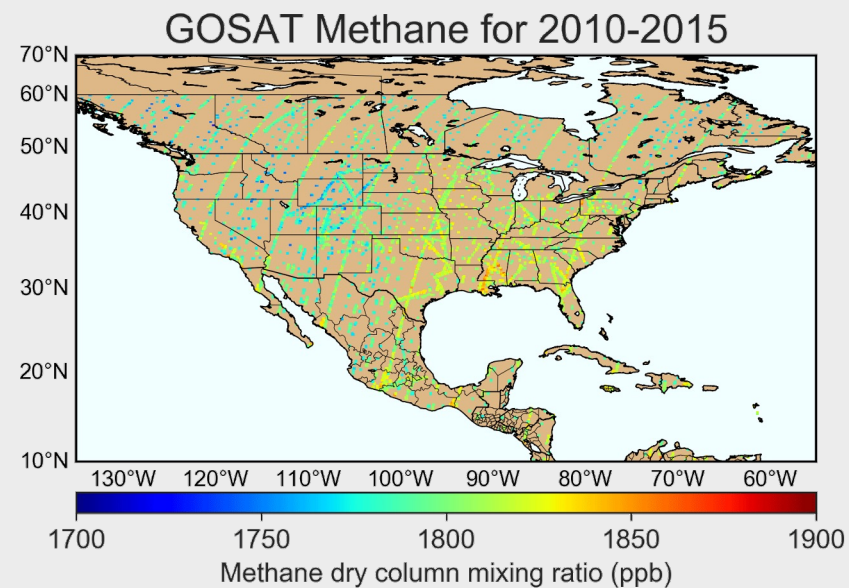 GOSAT Methane for 2010-2015
70°N
60°N
50°N
40°N
30°N
20°N
10°N
130°W 120°W 110°W 100°W 90°W 80°W 70°W 60°W
1700 1750 1800 1850 1900
Methane dry column mixing ratio (ppb)